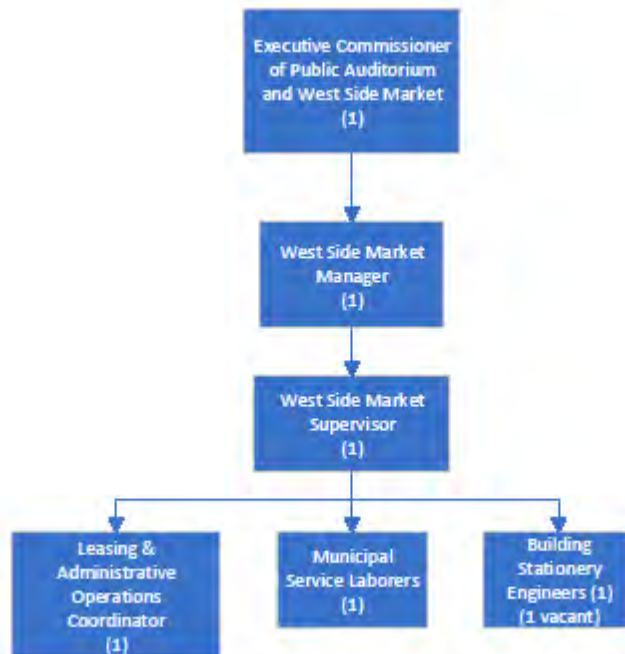 Executive Commissioner
of Public Auditorium
and West Side Market
(1)
West Side Market
Manager
(1)
West Side Market
Supervisor
(1)
Leasing &
Administrative
Operations
Coordinator
(1)
Municipal
Service Laborers
(1)
Building
Stationery
Engineers (1)
(1 vacant)